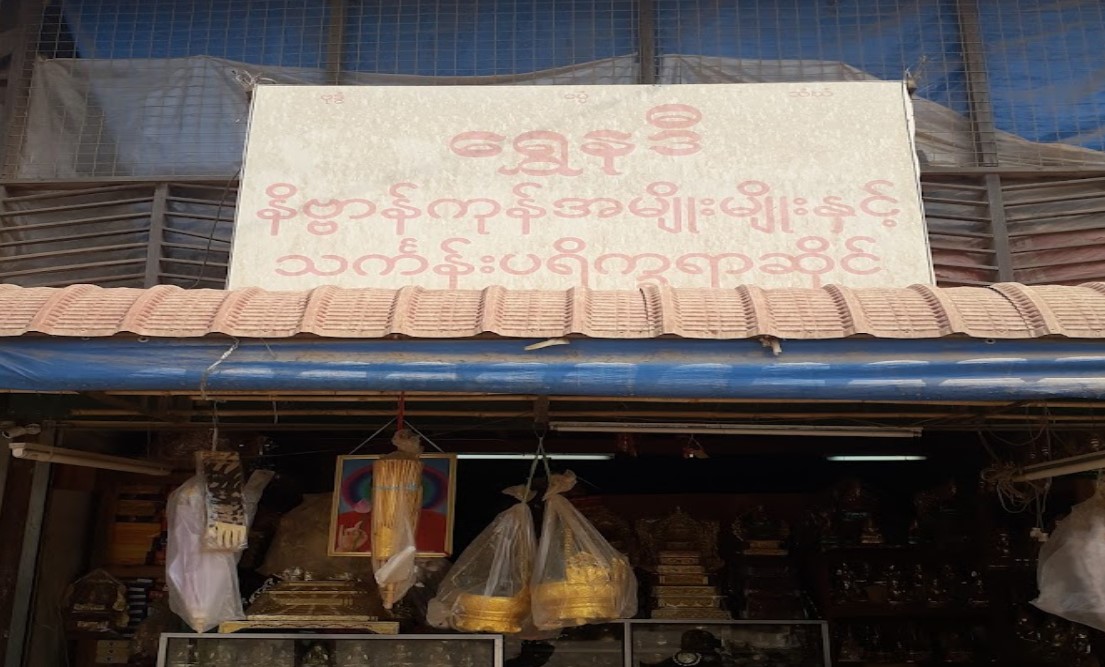 ရွှေနဒီ
နိဗ္ဗာန်ကုန်အမျိုးမျိုးနှင့်
သင်္ကန်းပရိက္ခရာဆိုင်